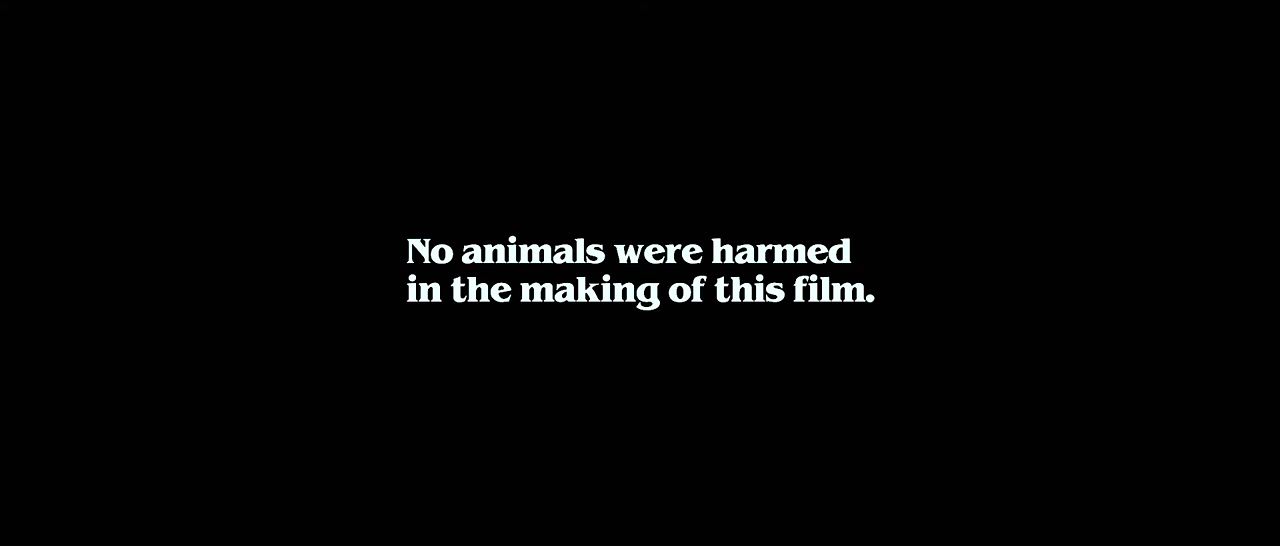 No animals were harmed
in the making of this film.